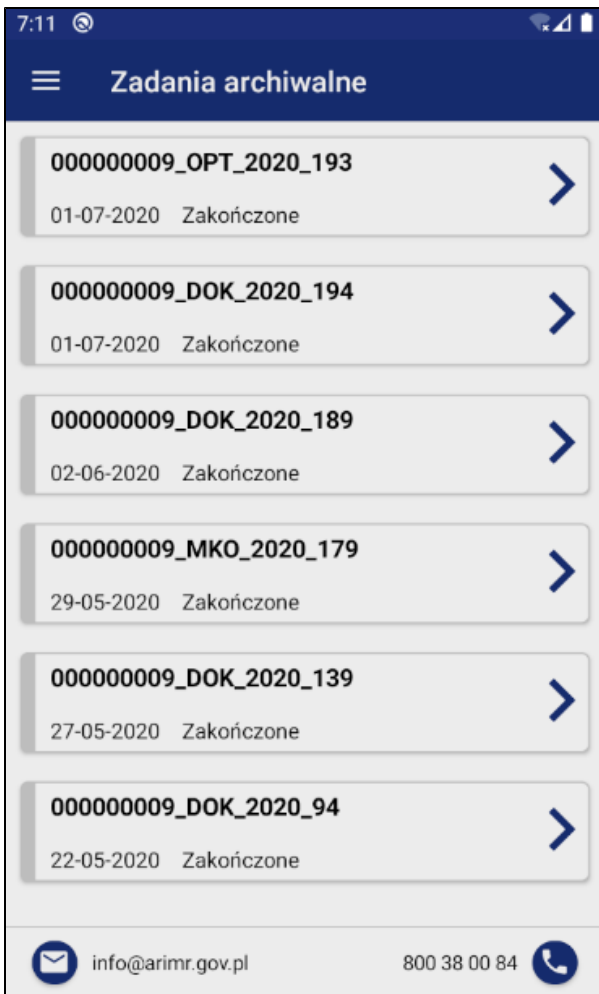 7:11
Zadania archiwalne
000000009_OPT_2020_193
01-07-2020 Zakończone
000000009_DOK_2020_194
01-07-2020 Zakończone
000000009_DOK_2020_189
02-06-2020 Zakończone
000000009_MKO_2020_179
29-05-2020 Zakończone
000000009_DOK_2020_139
27-05-2020 Zakończone
000000009_DOK_2020_94
22-05-2020 Zakończone
info@arimr.gov.pl 800 38 00 84